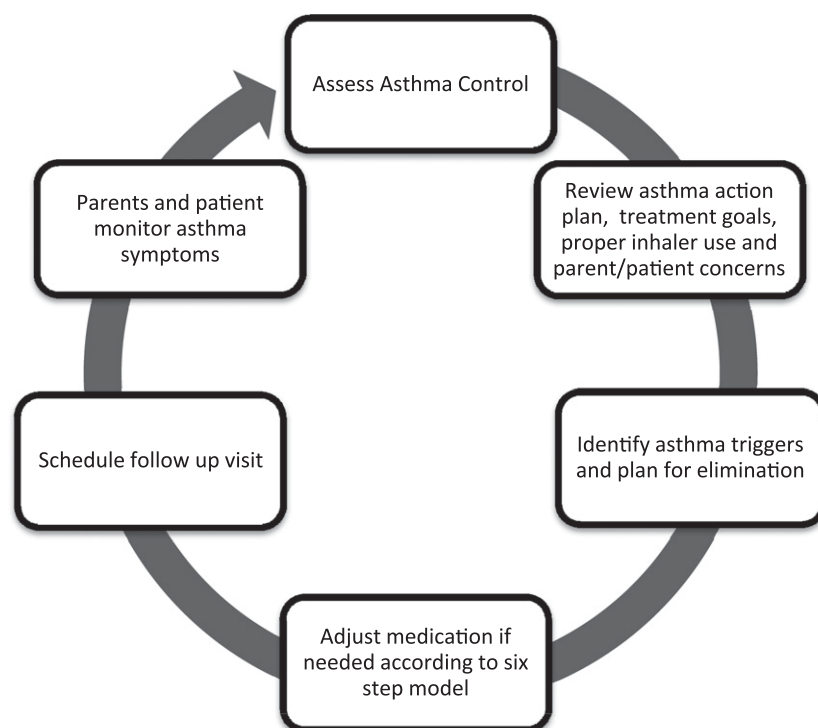 Assess Asthma Control
Review asthma action
plan, treatment goals,
proper inhaler use and
parent/patient concerns
Identify asthma triggers
and plan for elimination
Adjust medication if
needed according to six
step model
Schedule follow up visit
Parents and patient
monitor asthma
symptoms